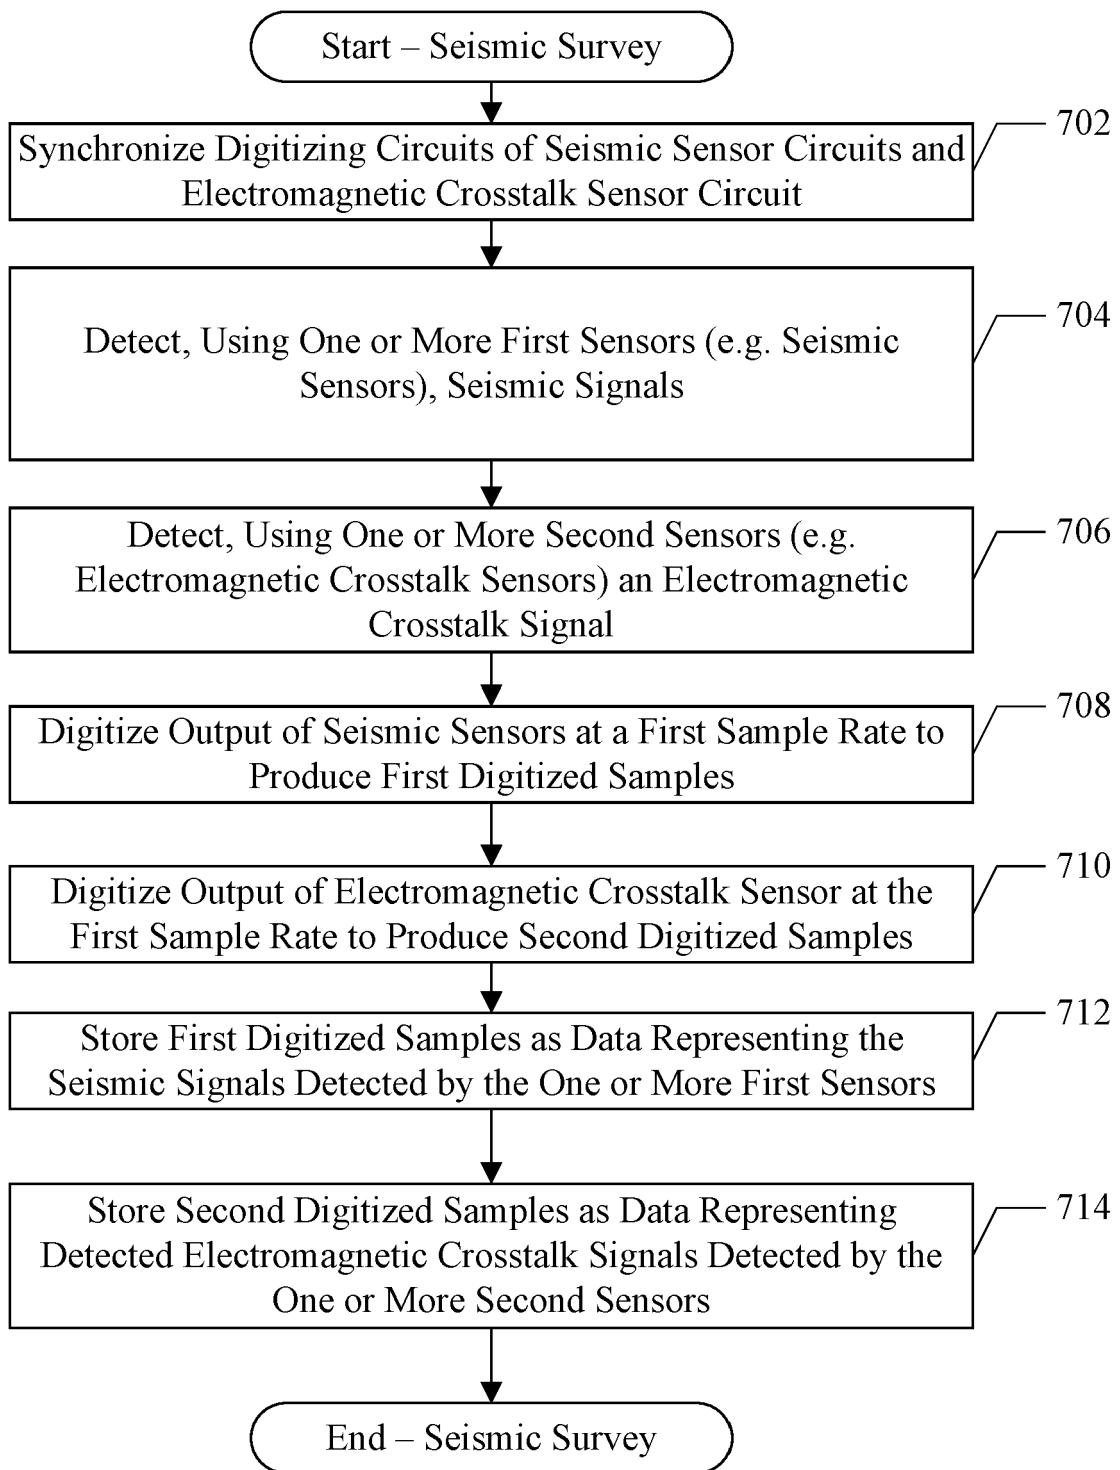 Start – Seismic Survey
702
Synchronize Digitizing Circuits of Seismic Sensor Circuits and
Electromagnetic Crosstalk Sensor Circuit
704
Detect, Using One or More First Sensors (e.g. Seismic
Sensors), Seismic Signals
706
Detect, Using One or More Second Sensors (e.g.
Electromagnetic Crosstalk Sensors) an Electromagnetic
Crosstalk Signal
708
Digitize Output of Seismic Sensors at a First Sample Rate to
Produce First Digitized Samples
710
Digitize Output of Electromagnetic Crosstalk Sensor at the
First Sample Rate to Produce Second Digitized Samples
712
Store First Digitized Samples as Data Representing the
Seismic Signals Detected by the One or More First Sensors
714
Store Second Digitized Samples as Data Representing
Detected Electromagnetic Crosstalk Signals Detected by the
One or More Second Sensors
End – Seismic Survey